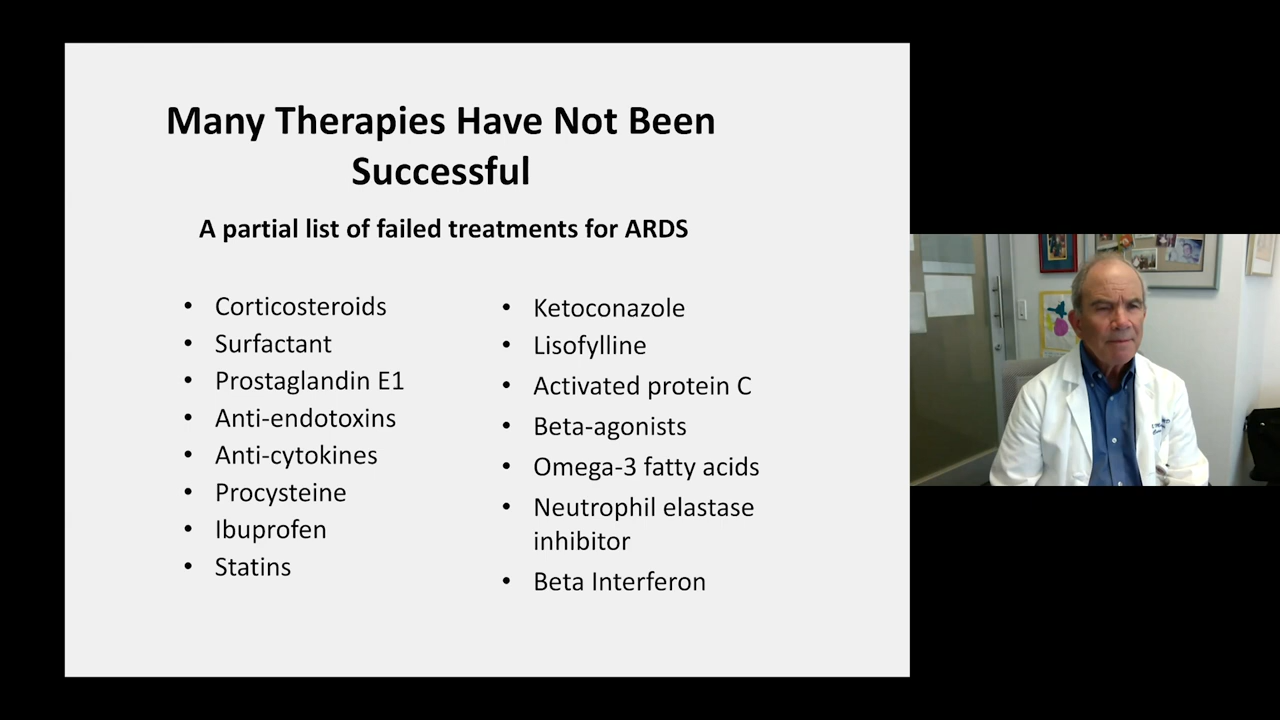 Many Therapies Have Not Been
Successful
A partial list of failed treatments for ARDS
• Corticosteroids
• Surfactant
• Prostaglandin E1
• Anti-endotoxins
• Anti-cytokines
• Procysteine
• Ibuprofen
• Statins
• Ketoconazole
• Lisofylline
• Activated protein C
• Beta-agonists
• Omega-3 fatty acids
• Neutrophil elastase
inhibitor
• Beta Interferon